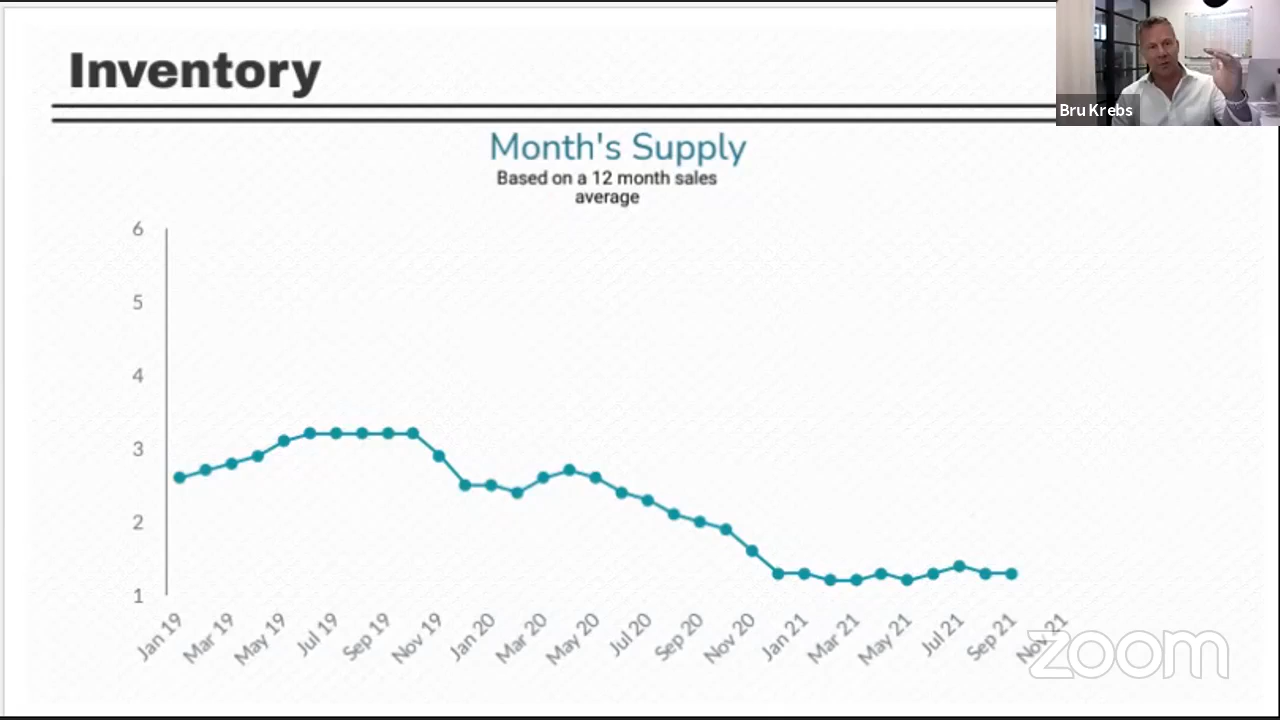 Inventory
Bru Krebs
Month's Supply
Based on a 12 month sales
average
6
5
4
3
2
1
Jan 19
Mar 19
May 19
Jul 19
Sep 19
Nov 19
Jan 20
Mar 20
May 20
Jul 20
Sep 20
Nov 20
Jan 21
Mar 21
May 21
Jul 21
Sep 21
Nov 21
zoom